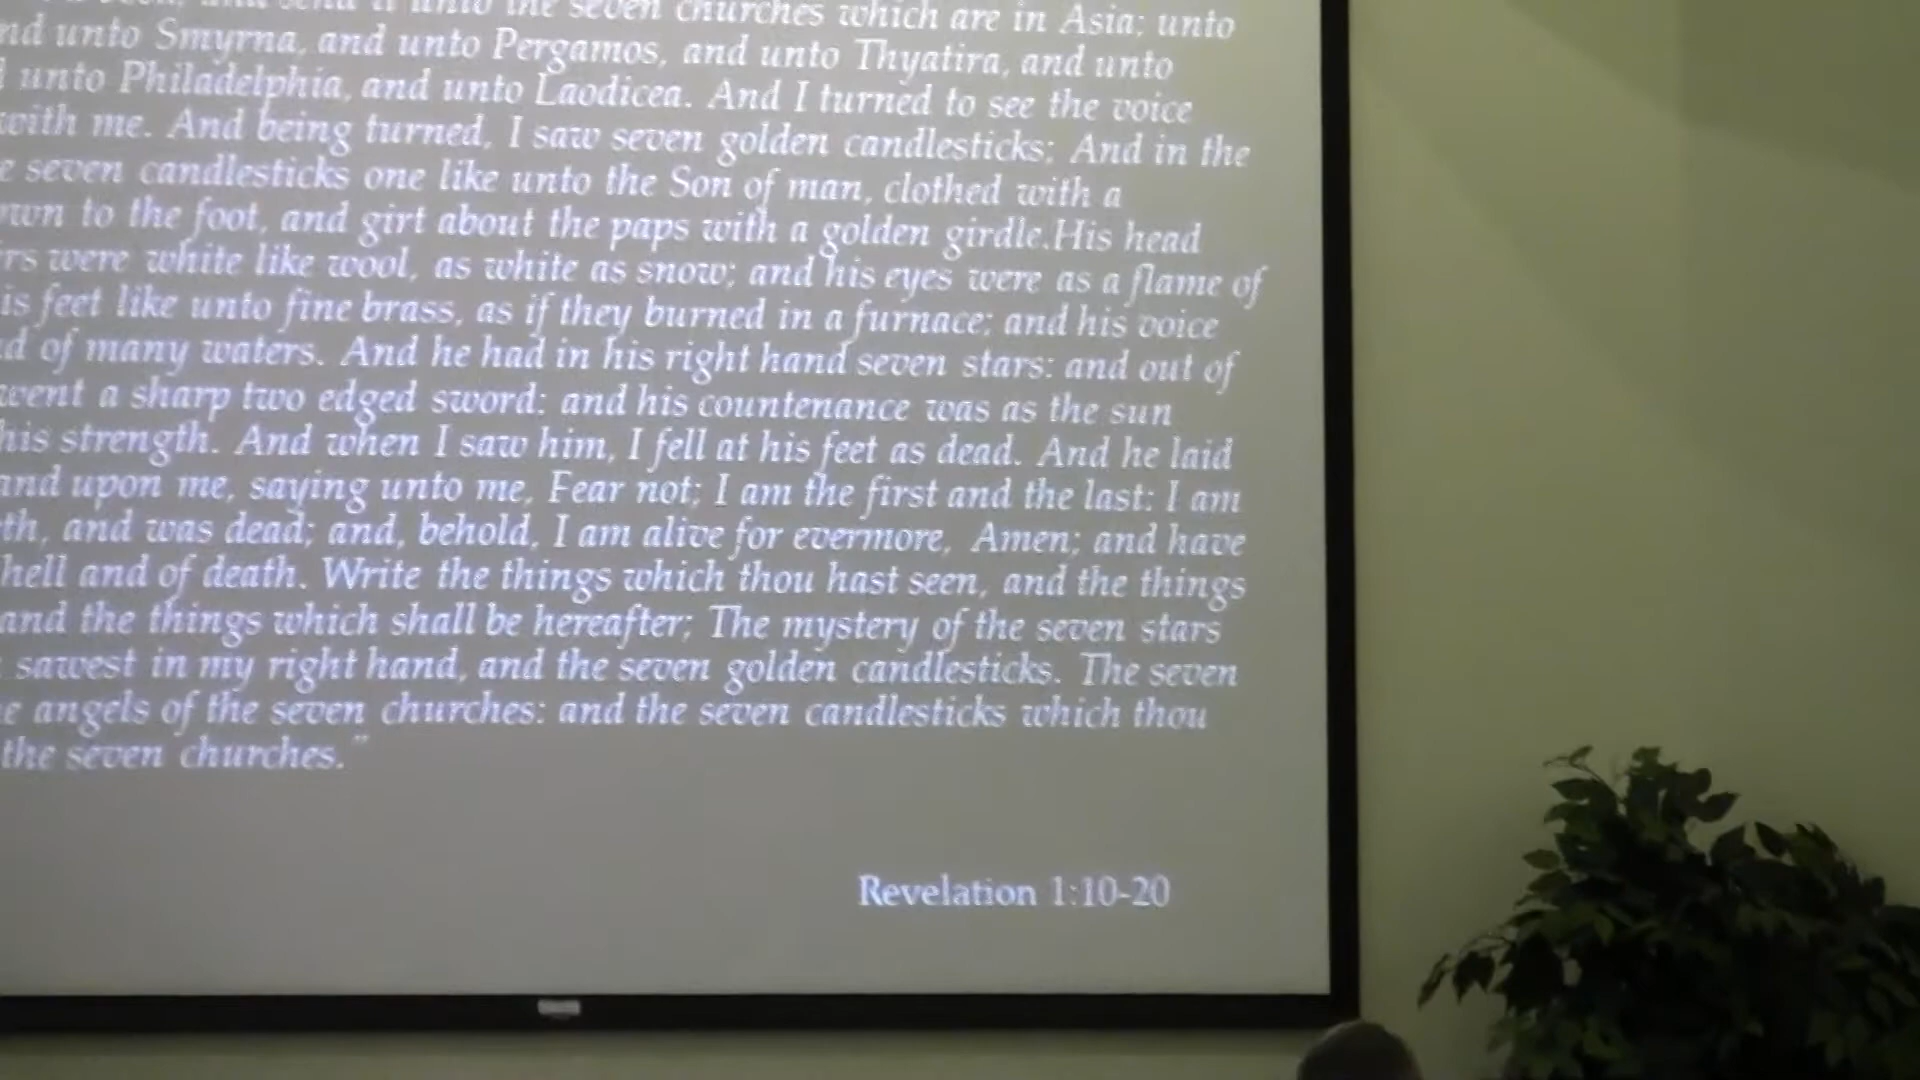 and send it unto the seven churches which are in Asia; unto
nd unto Smyrna, and unto Pergamos, and unto Thyatira, and unto
unto Philadelphia, and unto Laodicea. And I turned to see the voice
with me. And being turned, I saw seven golden candlesticks; And in the
e seven candlesticks one like unto the Son of man, clothed with a
wn to the foot, and girt about the paps with a golden girdle.His head
rs were white like wool, as white as snow; and his eyes were as a flame of
is feet like unto fine brass, as if they burned in a furnace; and his voice
d of many waters. And he had in his right hand seven stars: and out of
went a sharp two edged sword: and his countenance was as the sun
his strength. And when I saw him, I fell at his feet as dead. And he laid
and upon me, saying unto me, Fear not; I am the first and the last: I am
th, and was dead; and, behold, I am alive for evermore, Amen; and have
hell and of death. Write the things which thou hast seen, and the things
and the things which shall be hereafter; The mystery of the seven stars
sawest in my right hand, and the seven golden candlesticks. The seven
e angels of the seven churches: and the seven candlesticks which thou
the seven churches."
Revelation 1:10-20